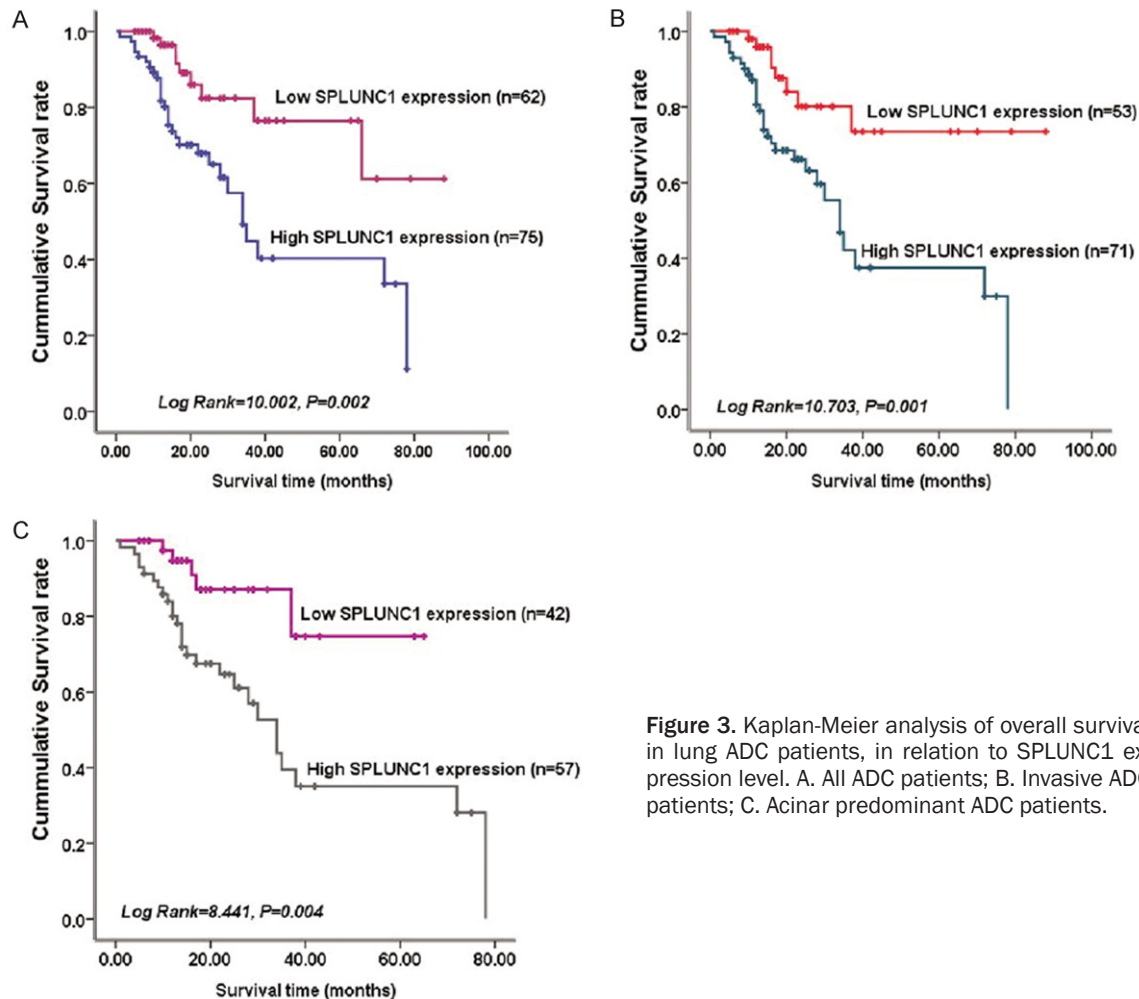 A
Cummulative Survival rate
1.0
0.8
0.6
0.4
0.2
0.0
Low SPLUNC1 expression (n=62)
High SPLUNC1 expression (n=75)
Log Rank=10.002, P=0.002
0.00 20.00 40.00 60.00 80.00 100.00
Survival time (months)
B
Cummulative Survival rate
1.0
0.8
0.6
0.4
0.2
0.0
Low SPLUNC1 expression (n=53)
High SPLUNC1 expression (n=71)
Log Rank=10.703, P=0.001
0.00 20.00 40.00 60.00 80.00 100.00
Survival time (months)
C
Cummulative Survival rate
1.0
0.8
0.6
0.4
0.2
0.0
Low SPLUNC1 expression (n=42)
High SPLUNC1 expression (n=57)
Log Rank=8.441, P=0.004
0.00 20.00 40.00 60.00 80.00
Survival time (months)
Figure 3. Kaplan-Meier analysis of overall survival
in lung ADC patients, in relation to SPLUNC1 ex-
pression level. A. All ADC patients; B. Invasive ADC
patients; C. Acinar predominant ADC patients.